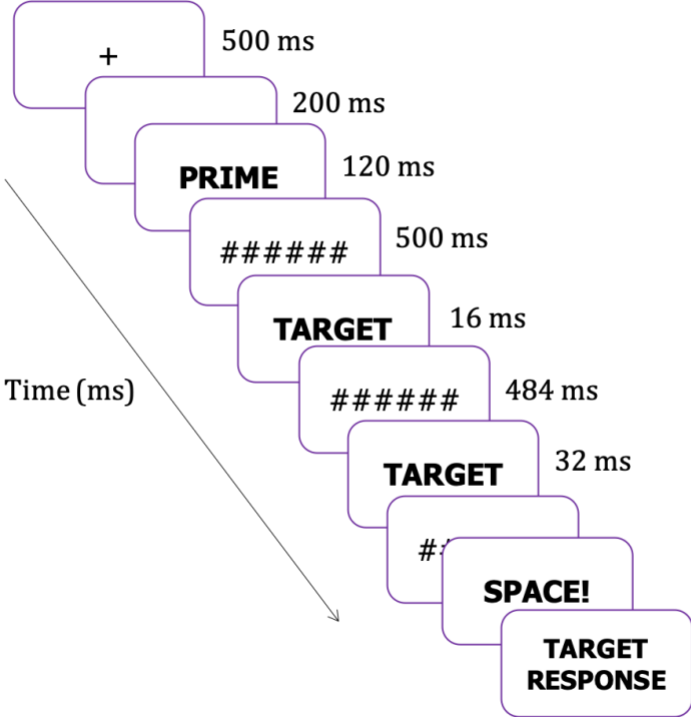 +
500 ms
200 ms
PRIME
120 ms
######
500 ms
TARGET
16 ms
Time (ms)
######
484 ms
TARGET
32 ms
##
SPACE!
TARGET
RESPONSE